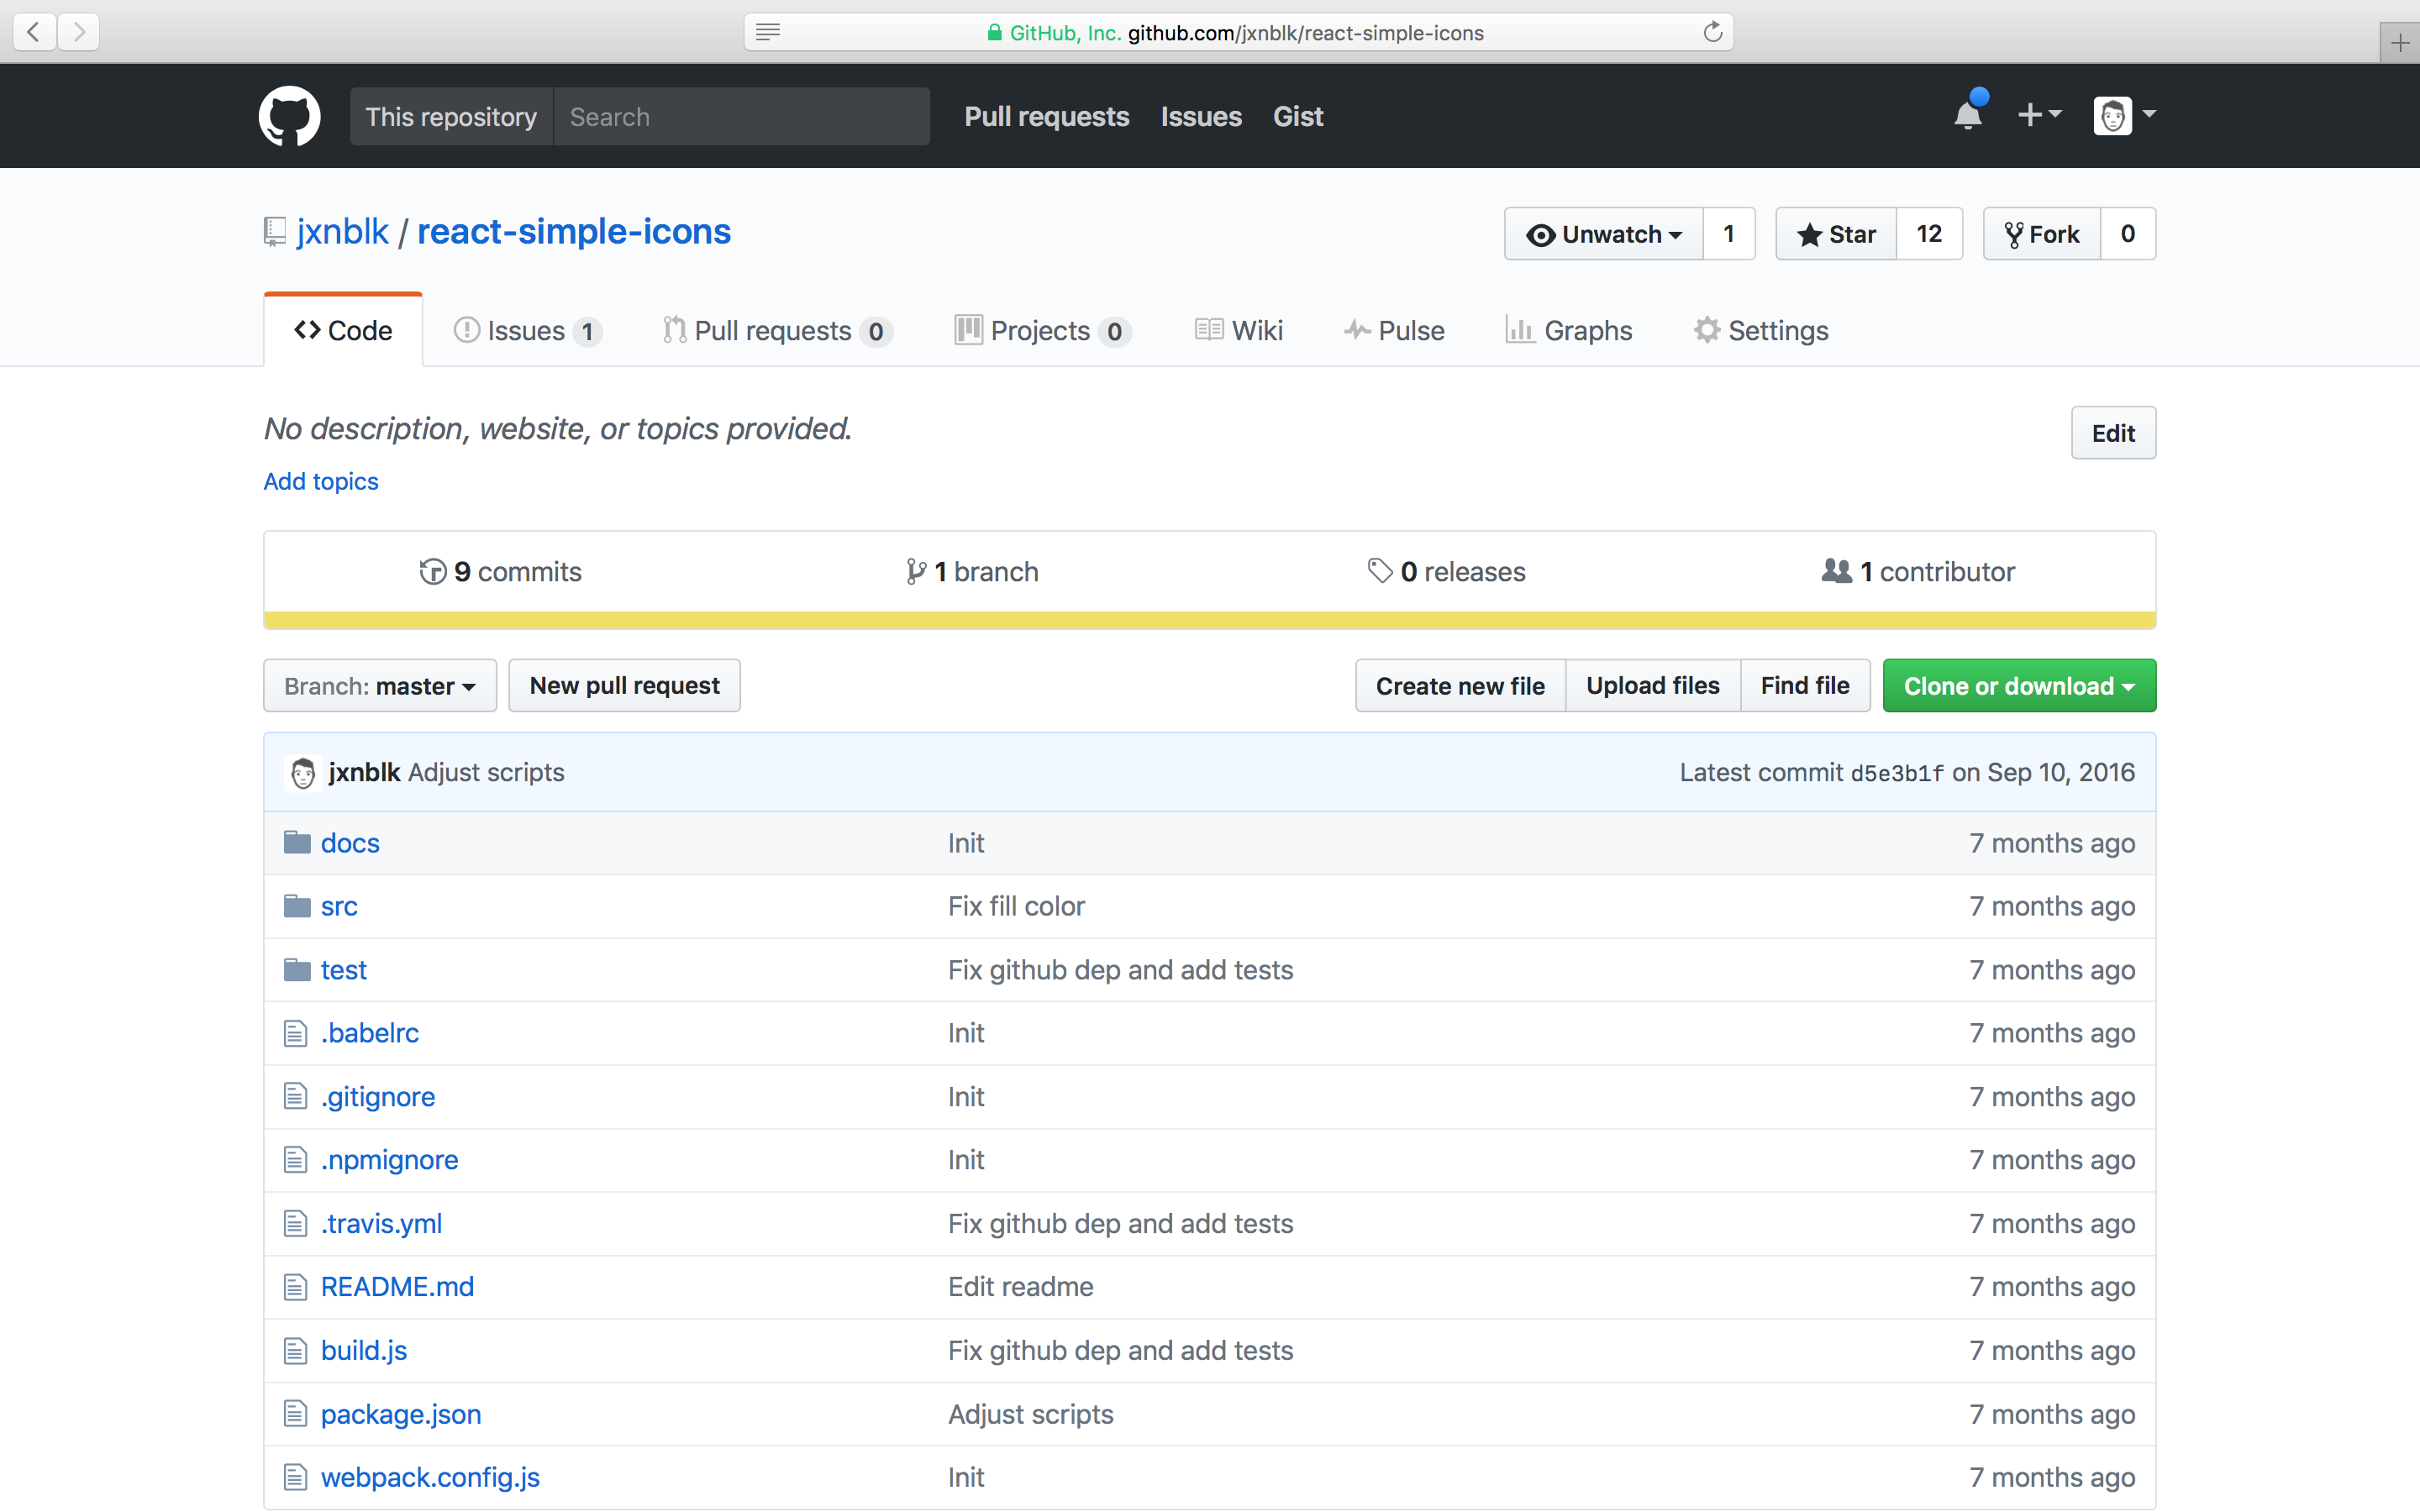 GitHub, Inc. github.com/jxnblk/react-simple-icons
This repository Search Pull requests Issues Gist
jxnblk / react-simple-icons Unwatch 1 Star 12 Fork 0
Code Issues 1 Pull requests 0 Projects 0 Wiki Pulse Graphs Settings
No description, website, or topics provided. Edit
Add topics
9 commits 1 branch 0 releases 1 contributor
Branch: master New pull request Create new file Upload files Find file Clone or download
jxnblk Adjust scripts Latest commit d5e3b1f on Sep 10, 2016
docs Init 7 months ago
src Fix fill color 7 months ago
test Fix github dep and add tests 7 months ago
.babelrc Init 7 months ago
.gitignore Init 7 months ago
.npmignore Init 7 months ago
.travis.yml Fix github dep and add tests 7 months ago
README.md Edit readme 7 months ago
build.js Fix github dep and add tests 7 months ago
package.json Adjust scripts 7 months ago
webpack.config.js Init 7 months ago